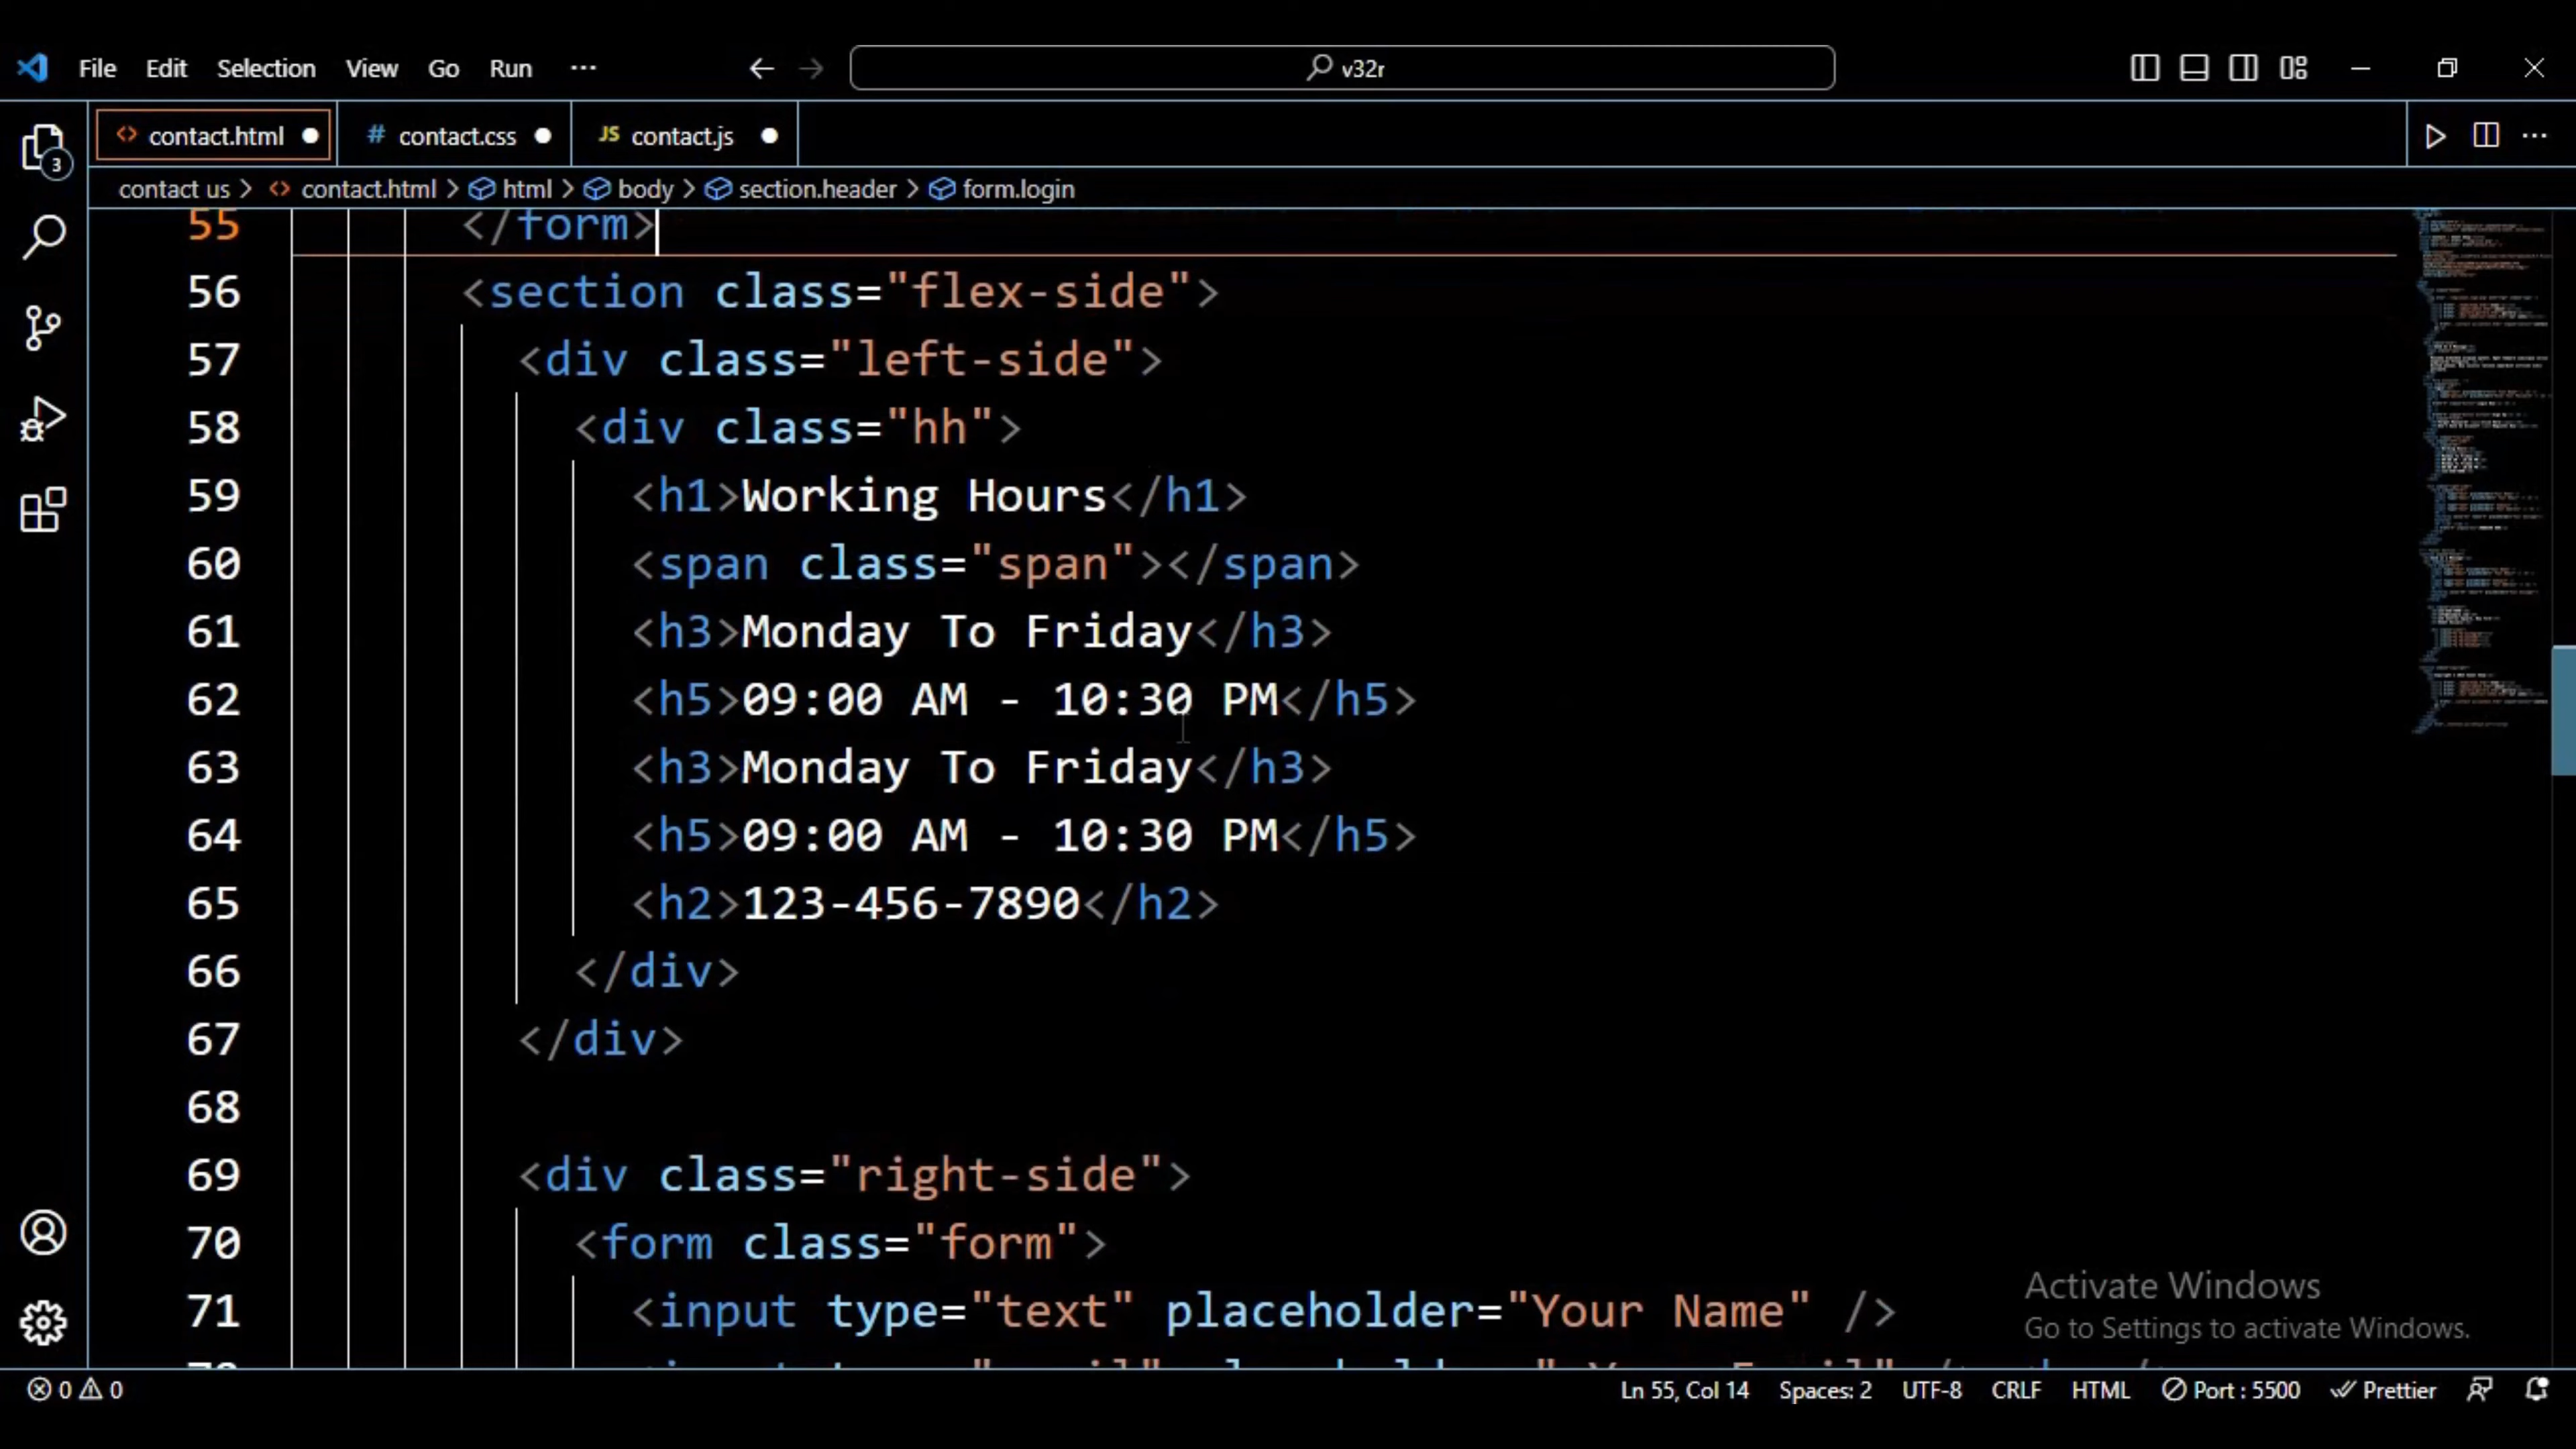 File Edit Selection View Go Run ··· v32r
3
<> contact.html # contact.css JS contact.js
contact us > <> contact.html > html > body > section.header > form.login
55 </form>
56 <section class="flex-side">
57 <div class="left-side">
58 <div class="hh">
59 <h1>Working Hours</h1>
60 <span class="span"></span>
61 <h3>Monday To Friday</h3>
62 <h5>09:00 AM - 10:30 PM</h5>
63 <h3>Monday To Friday</h3>
64 <h5>09:00 AM - 10:30 PM</h5>
65 <h2>123-456-7890</h2>
66 </div>
67 </div>
68
69 <div class="right-side">
70 <form class="form">
71 <input type="text" placeholder="Your Name" />
Activate Windows
Go to Settings to activate Windows.
0 0 Ln 55, Col 14 Spaces: 2 UTF-8 CRLF HTML Port : 5500 Prettier